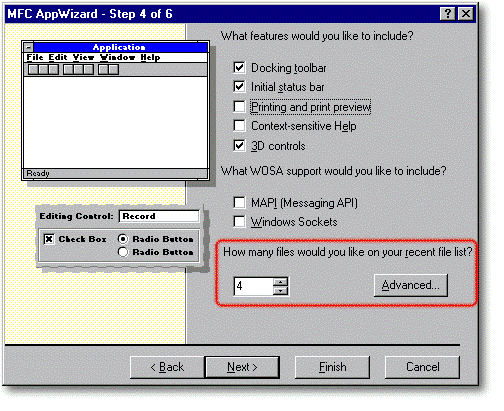 MFC AppWizard - Step 4 of 6
What features would you like to include?
Application
File Edit View Window Help
Docking toolbar
Initial status bar
Printing and print preview
Context-sensitive Help
3D controls
Ready
What WOSA support would you like to include?
MAPI (Messaging API)
Windows Sockets
Editing Control: Record
Check Box Radio Button
Radio Button
How many files would you like on your recent file list?
4 Advanced...
< Back Next > Finish Cancel